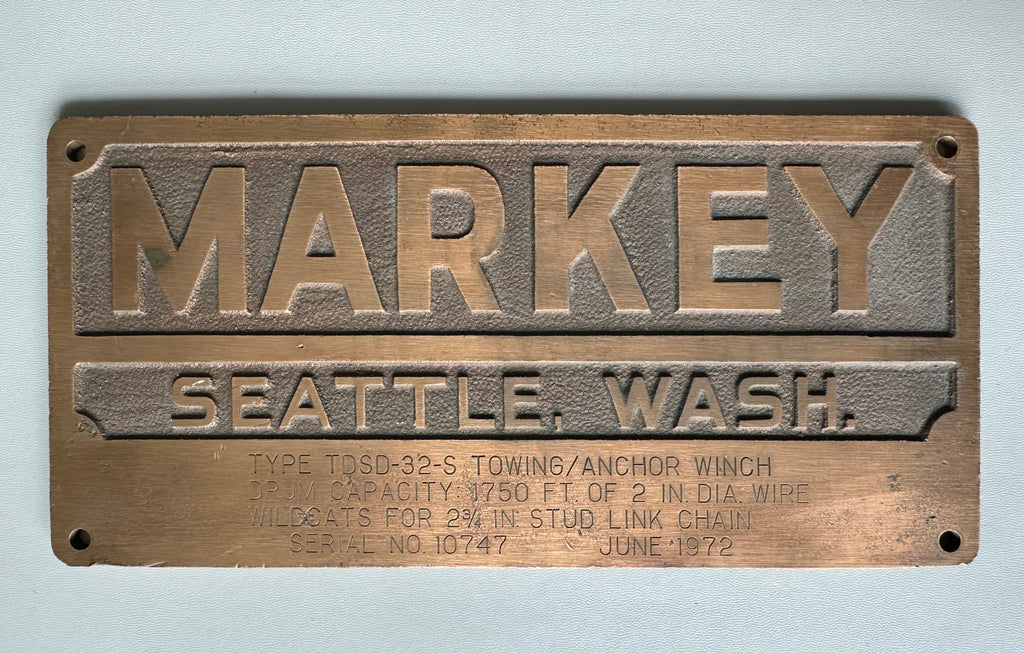 MARKEY
SEATTLE, WASH.
TYPE TDSD-32-S TOWING/ANCHOR WINCH
DRUM CAPACITY: 1750 FT. OF 2 IN. DIA. WIRE
WILDCATS FOR 2¾ IN STUD LINK CHAIN
SERIAL NO. 10747 JUNE 1972